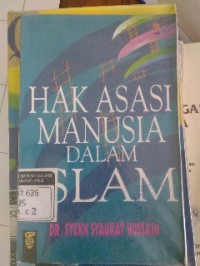 HAK ASASI
MANUSIA
DALAM
ISLAM
DR. SYEKH SYAUKAT HUSSAIN